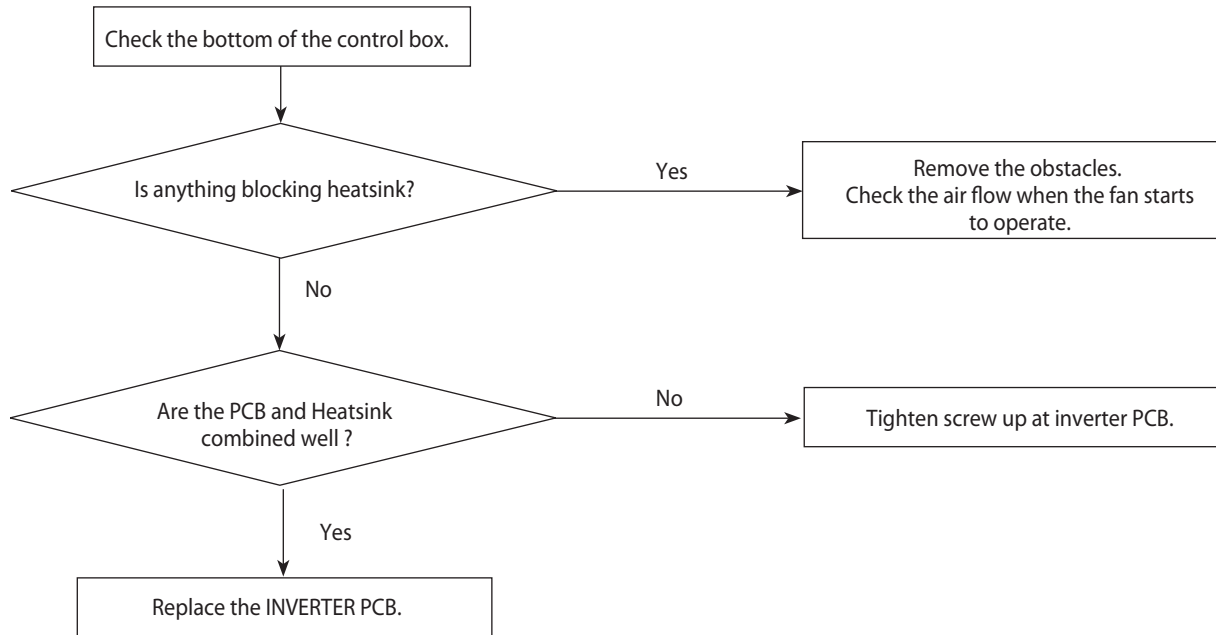 Check the bottom of the control box.
Is anything blocking heatsink?
Yes
Remove the obstacles.
Check the air flow when the fan starts
to operate.
No
Are the PCB and Heatsink
combined well ?
No
Tighten screw up at inverter PCB.
Yes
Replace the INVERTER PCB.